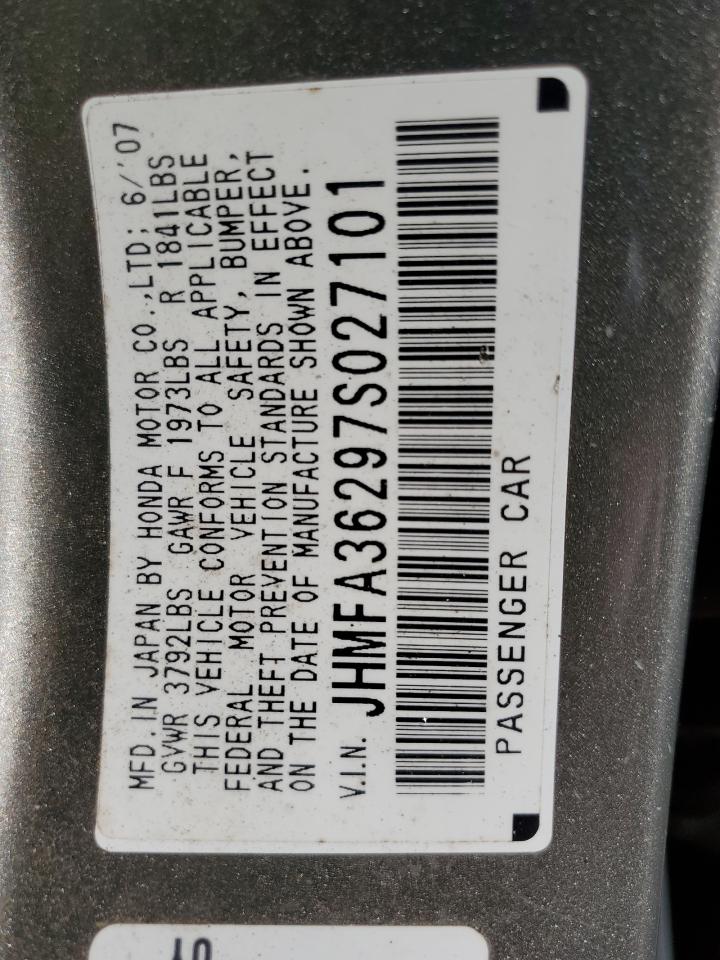 MFD. IN JAPAN BY HONDA MOTOR CO., LTD; 6/'07
GVWR 3792LBS GAWR F 1973LBS R 1841LBS
THIS VEHICLE CONFORMS TO ALL APPLICABLE
FEDERAL MOTOR VEHICLE SAFETY, BUMPER,
AND THEFT PREVENTION STANDARDS IN EFFECT
ON THE DATE OF MANUFACTURE SHOWN ABOVE.
V.I.N. JHMFA36297S027101
PASSENGER CAR